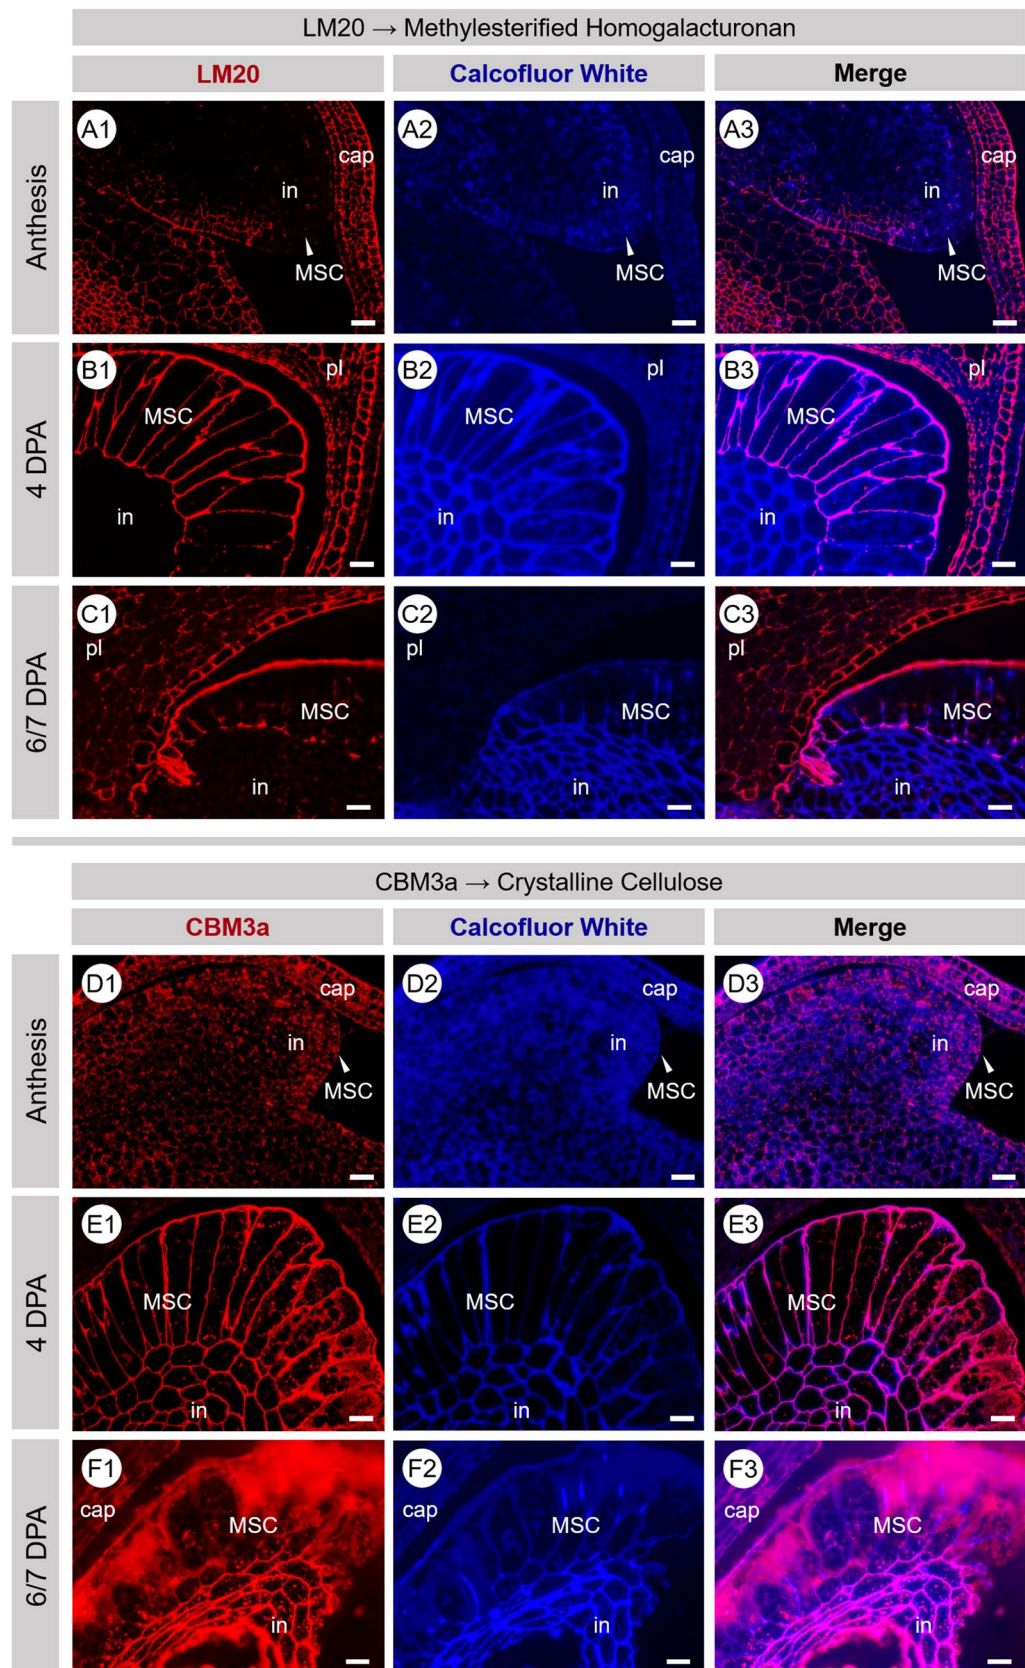 LM20 → Methylesterified Homogalacturonan
LM20 Calcofluor White Merge
Anthesis
A1 cap in MSC
A2 cap in MSC
A3 cap in MSC
4 DPA
B1 pl MSC in
B2 pl MSC in
B3 pl MSC in
6/7 DPA
C1 pl MSC in
C2 pl MSC in
C3 pl MSC in
CBM3a → Crystalline Cellulose
CBM3a Calcofluor White Merge
Anthesis
D1 cap in MSC
D2 cap in MSC
D3 cap in MSC
4 DPA
E1 MSC in
E2 MSC in
E3 MSC in
6/7 DPA
F1 cap MSC in
F2 cap MSC in
F3 cap MSC in